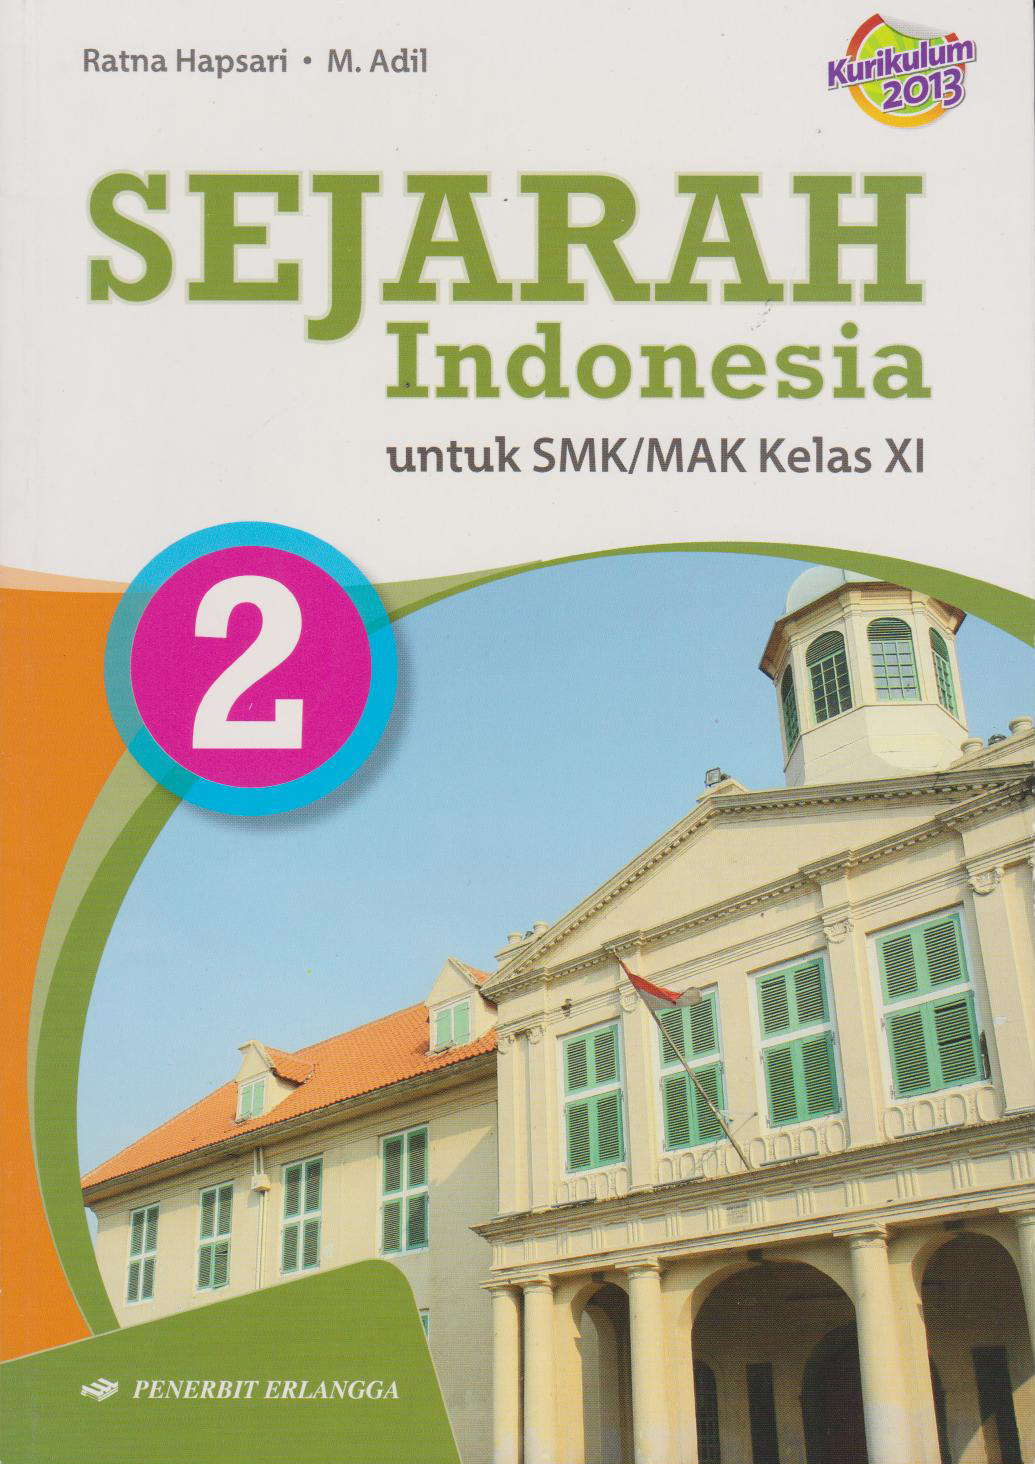 Ratna Hapsari • M. Adil
Kurikulum
2013
SEJARAH
Indonesia
untuk SMK/MAK Kelas XI
2
PENERBIT ERLANGGA